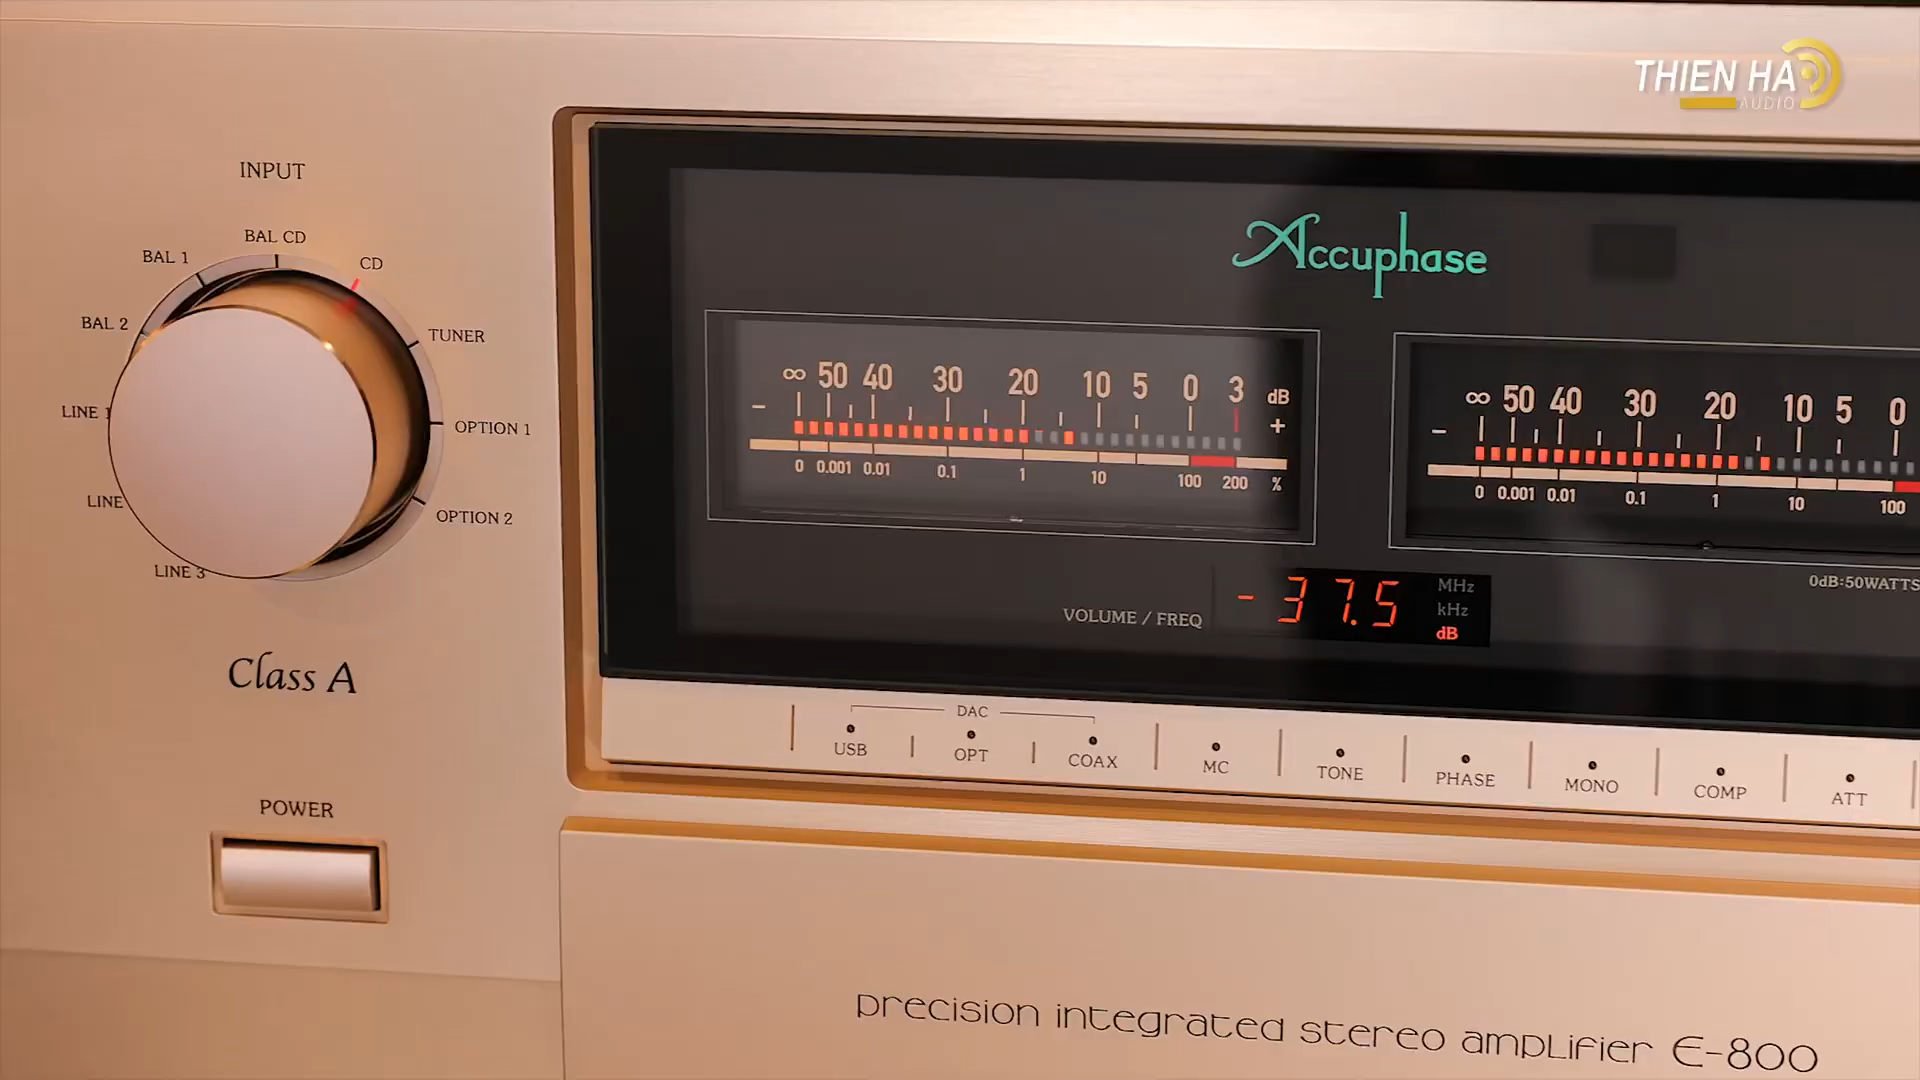 THIEN HA
AUDIO
INPUT
BAL CD
BAL 1
CD
BAL 2
TUNER
LINE 1
OPTION 1
LINE
OPTION 2
LINE 3
Class A
POWER
Accuphase
∞ 50 40 30 20 10 5 0 3 dB
- +
0 0.001 0.01 0.1 1 10 100 200 %
∞ 50 40 30 20 10 5 0
-
0 0.001 0.01 0.1 1 10 100
0dB:50WATTS
VOLUME / FREQ
- 37.5
MHz
kHz
dB
DAC
USB OPT COAX MC TONE PHASE MONO COMP ATT
precision integrated stereo amplifier E-800